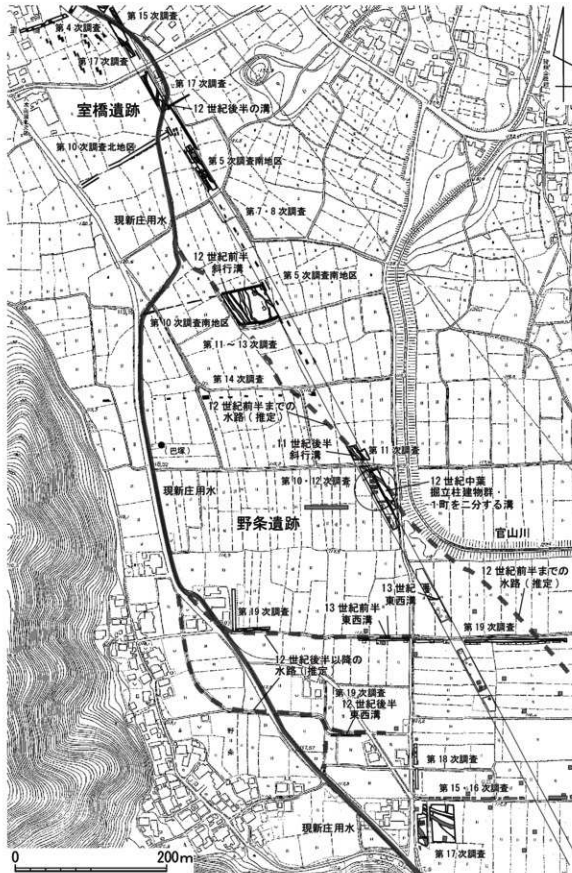 第15次調査
第4次調査
第17次調査
第17次調査
12世紀後半の溝
室橋遺跡
第10次調査北地区
第5次調査南地区
現新庄用水
第7・8次調査
12世紀前半
斜行溝
第5次調査南地区
第10次調査南地区
第11〜13次調査
第14次調査
12世紀前半までの
水路(推定)
11世紀後半
斜行溝
第11次調査
(巴塚)
12世紀中葉
掘立柱建物群
1町を二分する溝
第10・12次調査
現新庄用水
野条遺跡
官山川
12世紀前半までの
水路(推定)
13世紀 溝
13世紀前半
東西溝
第19次調査
第19次調査
12世紀後半以降の
水路(推定)
第19次調査
12世紀後半
東西溝
野条
第18次調査
第15・16次調査
現新庄用水
第17次調査
0 200m